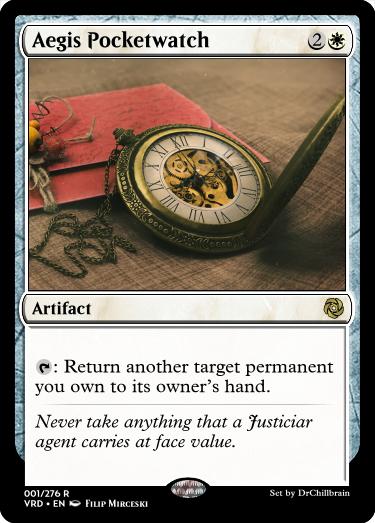 Aegis Pocketwatch 2
Artifact
: Return another target permanent
you own to its owner's hand.
Never take anything that a Justiciar
agent carries at face value.
001/276 R
VRD • EN Filip Mirceski
Set by DrChillbrain